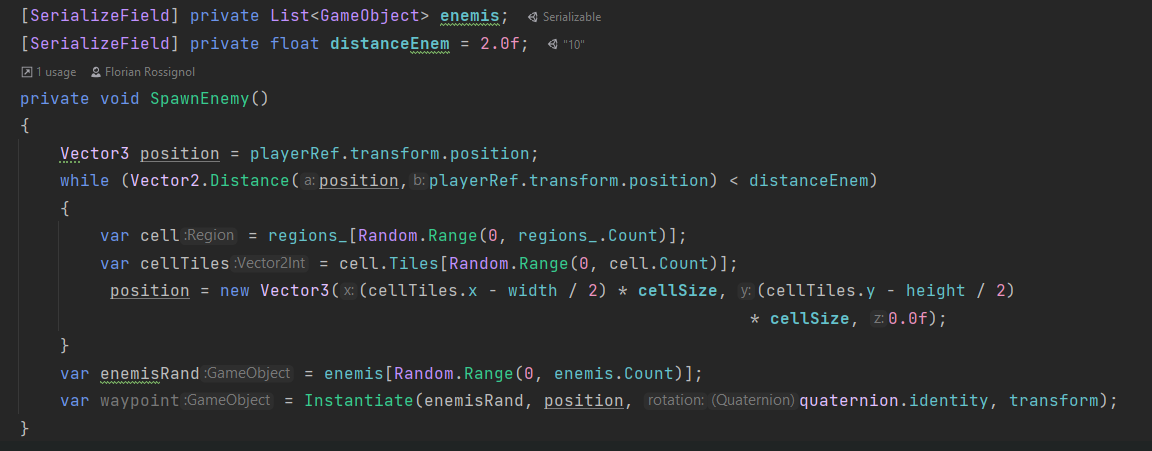 [SerializeField] private List<GameObject> enemis; Serializable
[SerializeField] private float distanceEnem = 2.0f; "10"
1 usage Florian Rossignol
private void SpawnEnemy()
{
Vector3 position = playerRef.transform.position;
while (Vector2.Distance(a:position,b:playerRef.transform.position) < distanceEnem)
{
var cell:Region = regions_[Random.Range(0, regions_.Count)];
var cellTiles:Vector2Int = cell.Tiles[Random.Range(0, cell.Count)];
position = new Vector3(x:(cellTiles.x - width / 2) * cellSize, y:(cellTiles.y - height / 2)
* cellSize, z:0.0f);
}
var enemisRand:GameObject = enemis[Random.Range(0, enemis.Count)];
var waypoint:GameObject = Instantiate(enemisRand, position, rotation: (Quaternion)quaternion.identity, transform);
}